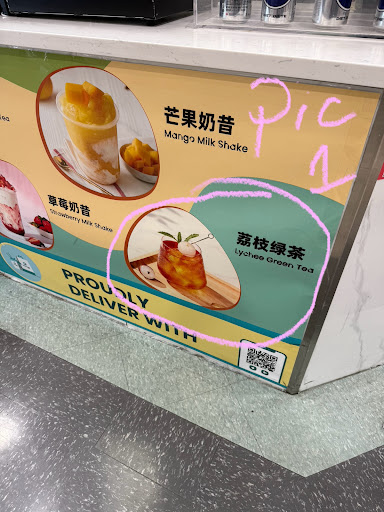 Pic
1
芒果奶昔
Mango Milk Shake
Tea
草莓奶昔
Strawberry Milk Shake
荔枝绿茶
Lychee Green Tea
PROUDLY
DELIVER WITH